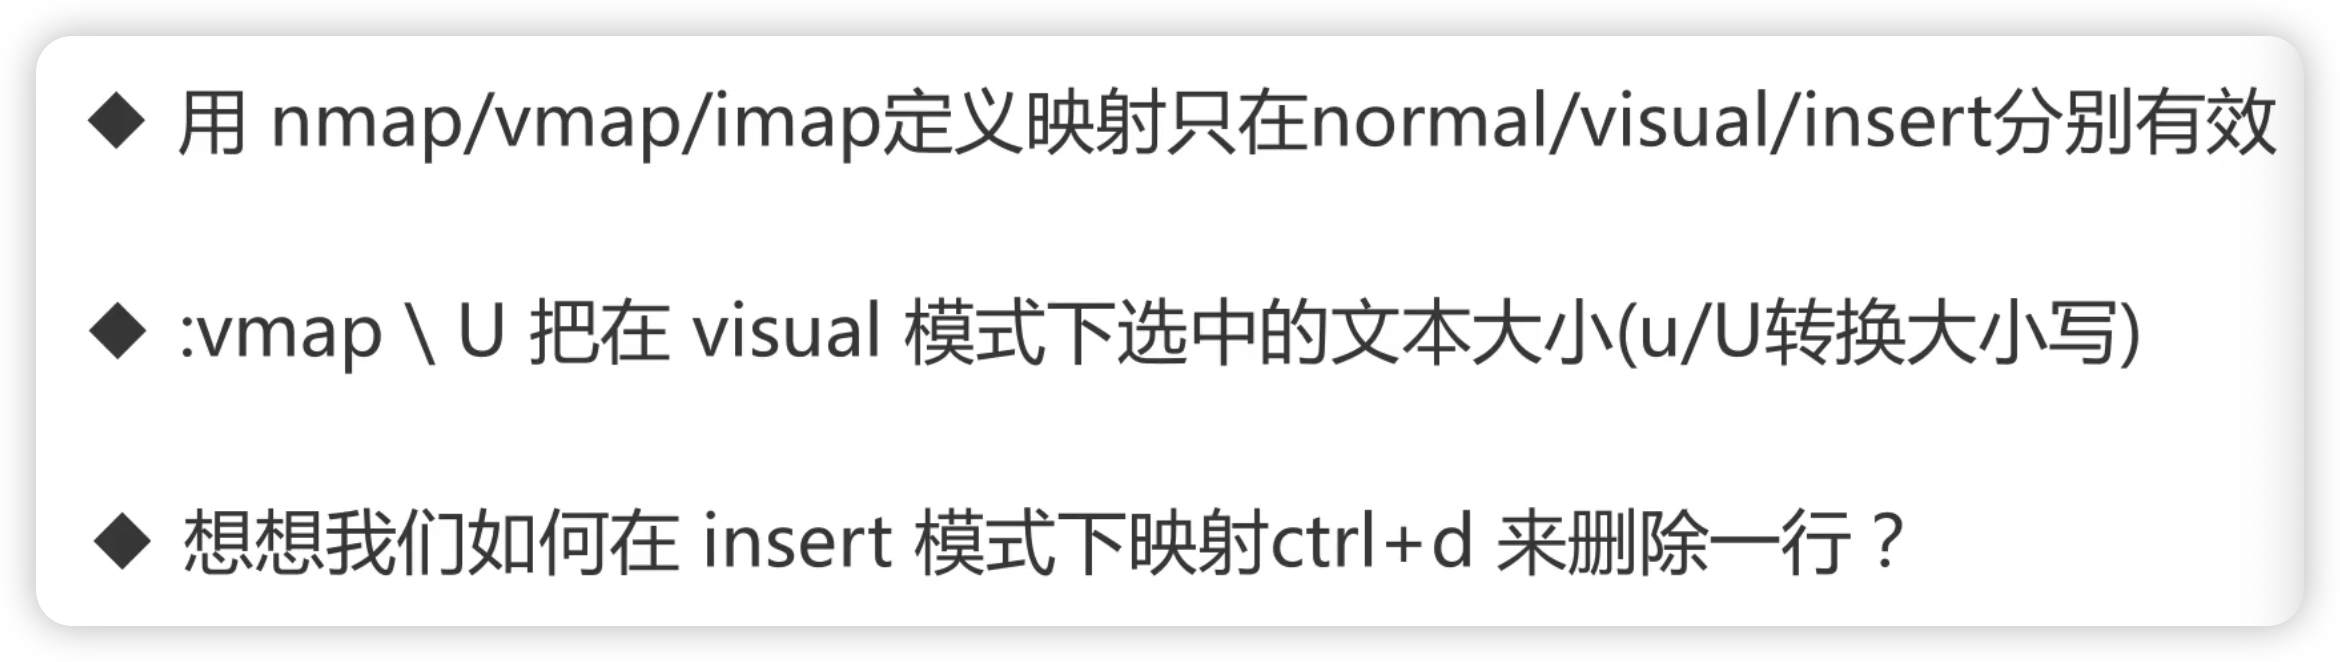 ◆ 用 nmap/vmap/imap定义映射只在normal/visual/insert分别有效
◆ :vmap \ U 把在 visual 模式下选中的文本大小(u/U转换大小写)
◆ 想想我们如何在 insert 模式下映射ctrl+d 来删除一行？